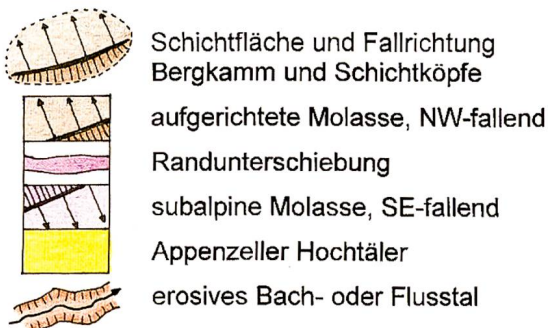 Schichtfläche und Fallrichtung
Bergkamm und Schichtköpfe
aufgerichtete Molasse, NW-fallend
Randunterschiebung
subalpine Molasse, SE-fallend
Appenzeller Hochtäler
erosives Bach- oder Flusstal